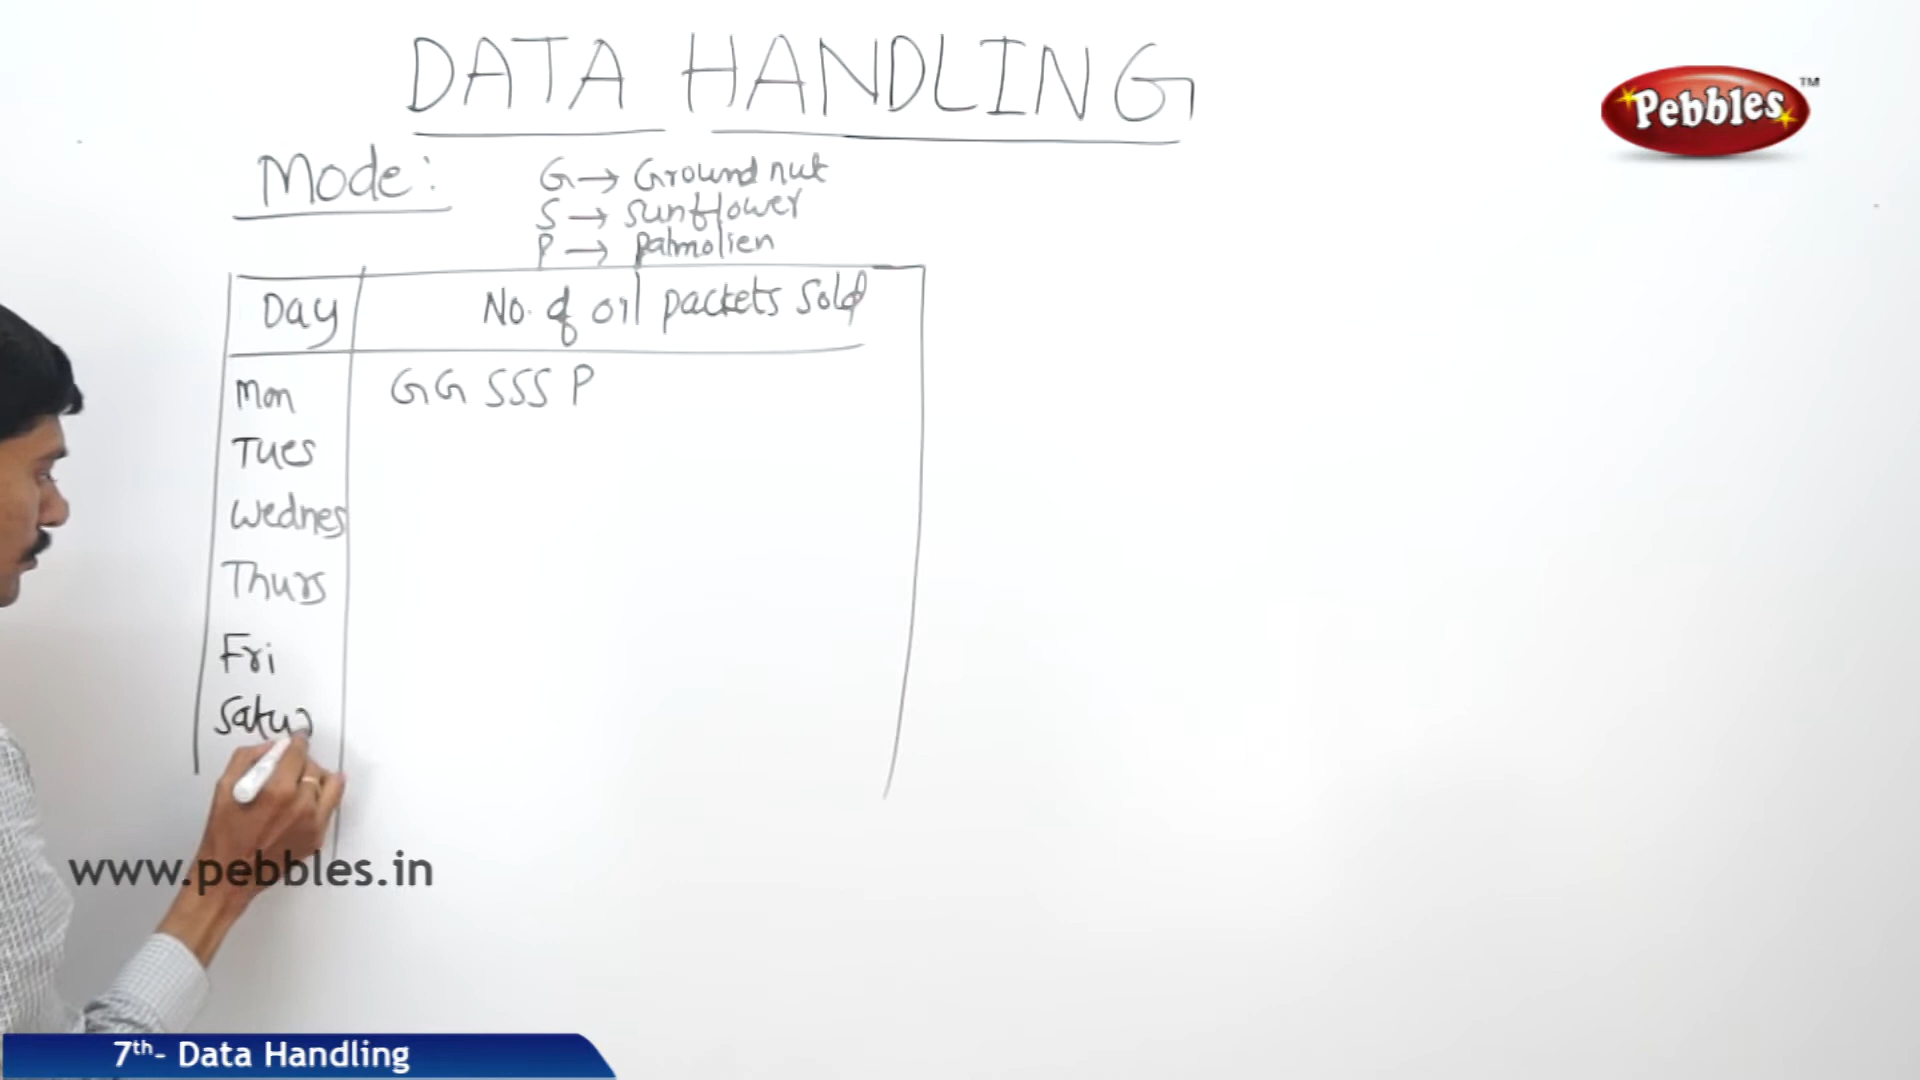 DATA HANDLING
Pebbles™
Mode:
G → Ground nut
S → Sunflower
P → palmolien
Day No. of oil packets sold
Mon GG SSS P
Tues
Wednes
Thurs
Fri
Satur
www.pebbles.in
7th- Data Handling